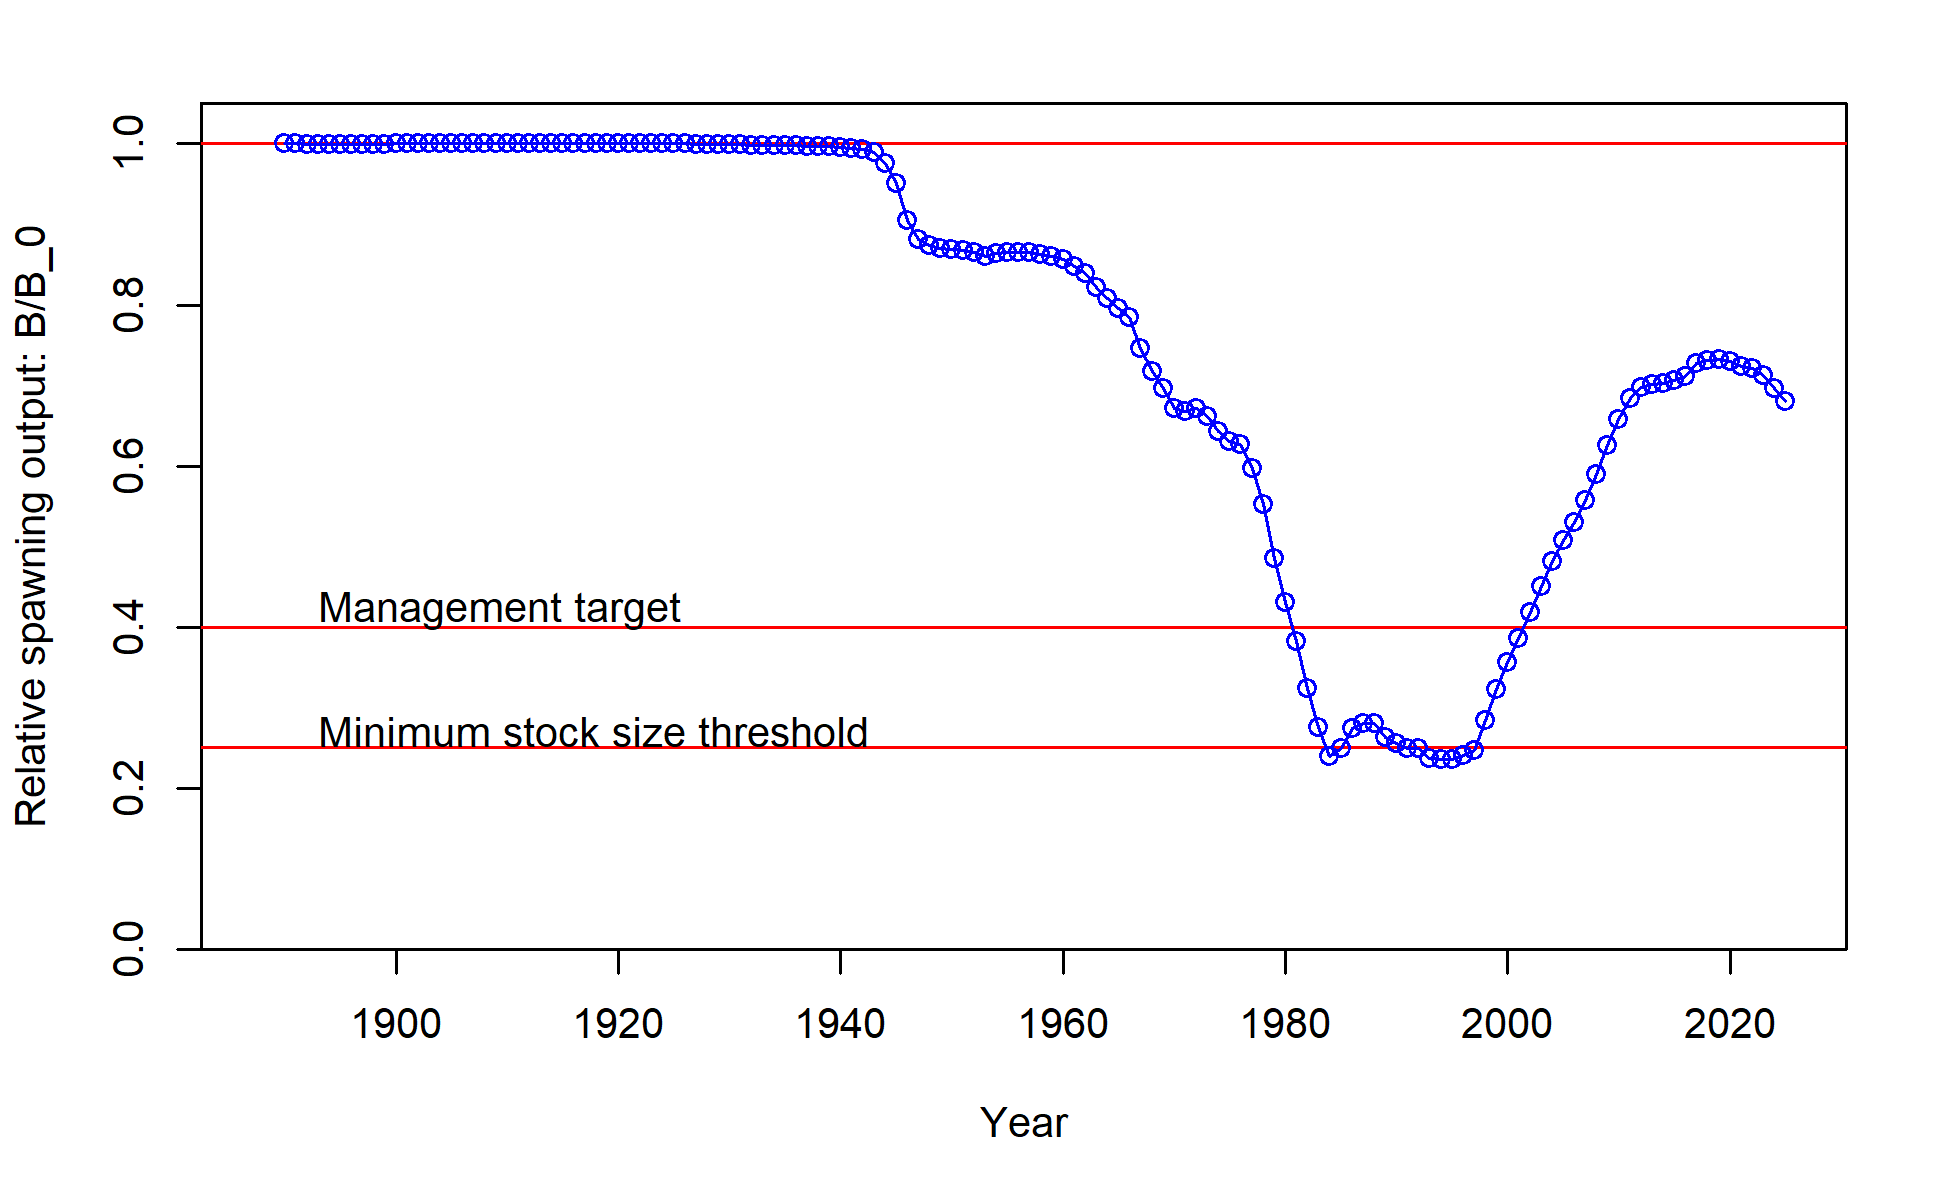 Relative spawning output: B/B_0
1.0
0.8
0.6
0.4
0.2
0.0
Management target
Minimum stock size threshold
1900 1920 1940 1960 1980 2000 2020
Year